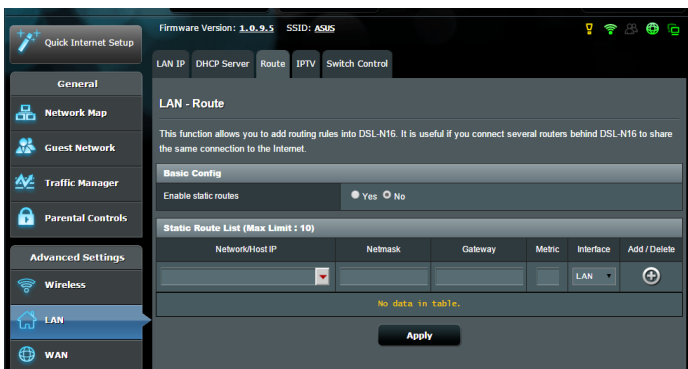 Firmware Version: 1.0.9.5 SSID: ASUS
Quick Internet Setup
General
Network Map
Guest Network
Traffic Manager
Parental Controls
Advanced Settings
Wireless
LAN
WAN
LAN IP DHCP Server Route IPTV Switch Control
LAN - Route
This function allows you to add routing rules into DSL-N16. It is useful if you connect several routers behind DSL-N16 to share
the same connection to the Internet.
Basic Config
Enable static routes Yes No
Static Route List (Max Limit : 10)
Network/Host IP Netmask Gateway Metric Interface Add / Delete
LAN
No data in table.
Apply